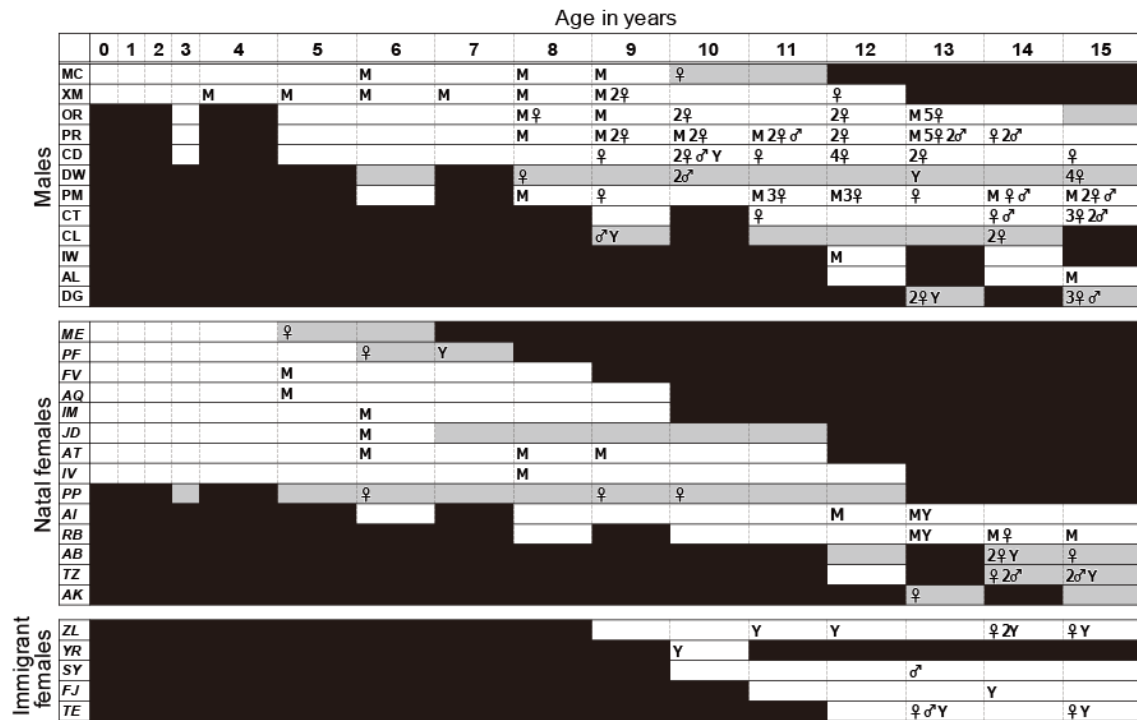 Age in years
0 1 2 3 4 5 6 7 8 9 10 11 12 13 14 15
Males
MC M M M ♀
XM M M M M M M 2♀ ♀
OR M♀ M 2♀ 2♀ M 5♀
PR M M 2♀ M 2♀ M 2♀ ♂ 2♀ M 5♀ 2♂ ♀ 2♂
CD ♀ 2♀ ♂ Y ♀ 4♀ 2♀ ♀
DW ♀ 2♂ Y 4♀
PM M ♀ M 3♀ M3♀ ♀ M ♀ ♂ M 2♀ ♂
CT ♀ ♀ ♂ 3♀ 2♂
CL ♂ Y 2♀
IW M
AL M
DG 2♀ Y 3♀ ♂
Natal females
ME ♀
PF ♀ Y
FV M
AQ M
IM M
JD M
AT M M M
IV M
PP ♀ ♀ ♀
AI M MY
RB MY M ♀ M
AB 2♀ Y ♀
TZ ♀ 2♂ 2♂ Y
AK ♀
Immigrant
females
ZL Y Y ♀ 2Y ♀ Y
YR Y
SY ♂
FJ Y
TE ♀ ♂ Y ♀ Y